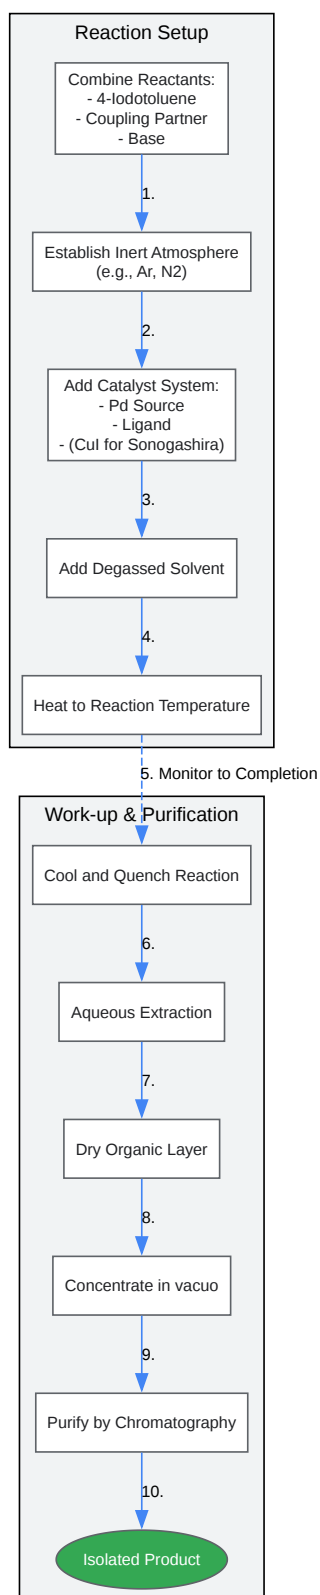 Reaction Setup
Combine Reactants:
- 4-Iodotoluene
- Coupling Partner
- Base
1.
Establish Inert Atmosphere
(e.g., Ar, N2)
2.
Add Catalyst System:
- Pd Source
- Ligand
- (CuI for Sonogashira)
3.
Add Degassed Solvent
4.
Heat to Reaction Temperature
5. Monitor to Completion
Work-up & Purification
Cool and Quench Reaction
6.
Aqueous Extraction
7.
Dry Organic Layer
8.
Concentrate in vacuo
9.
Purify by Chromatography
10.
Isolated Product